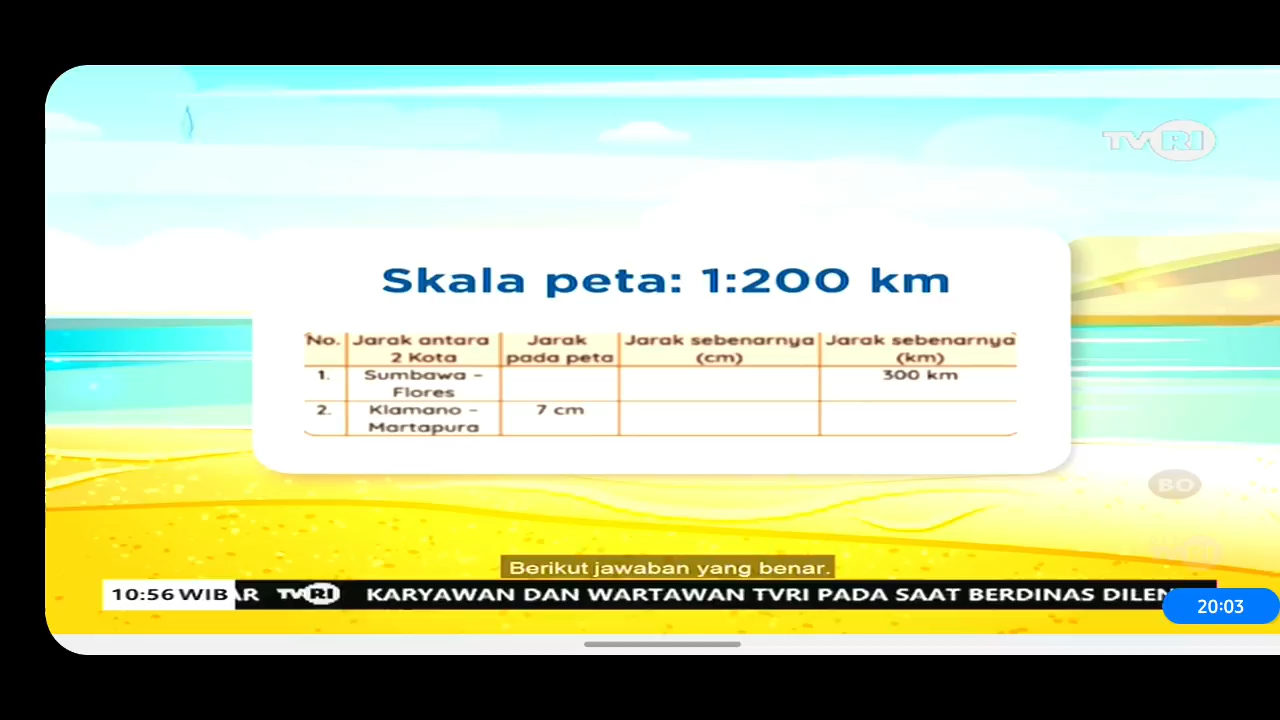 TVRI
Skala peta: 1:200 km
No. Jarak antara 2 Kota Jarak pada peta Jarak sebenarnya (cm) Jarak sebenarnya (km)
1. Sumbawa - Flores 300 km
2. Klamano - Martapura 7 cm
BO
Berikut jawaban yang benar.
10:56 WIB AR TVRI KARYAWAN DAN WARTAWAN TVRI PADA SAAT BERDINAS DILEN
20:03